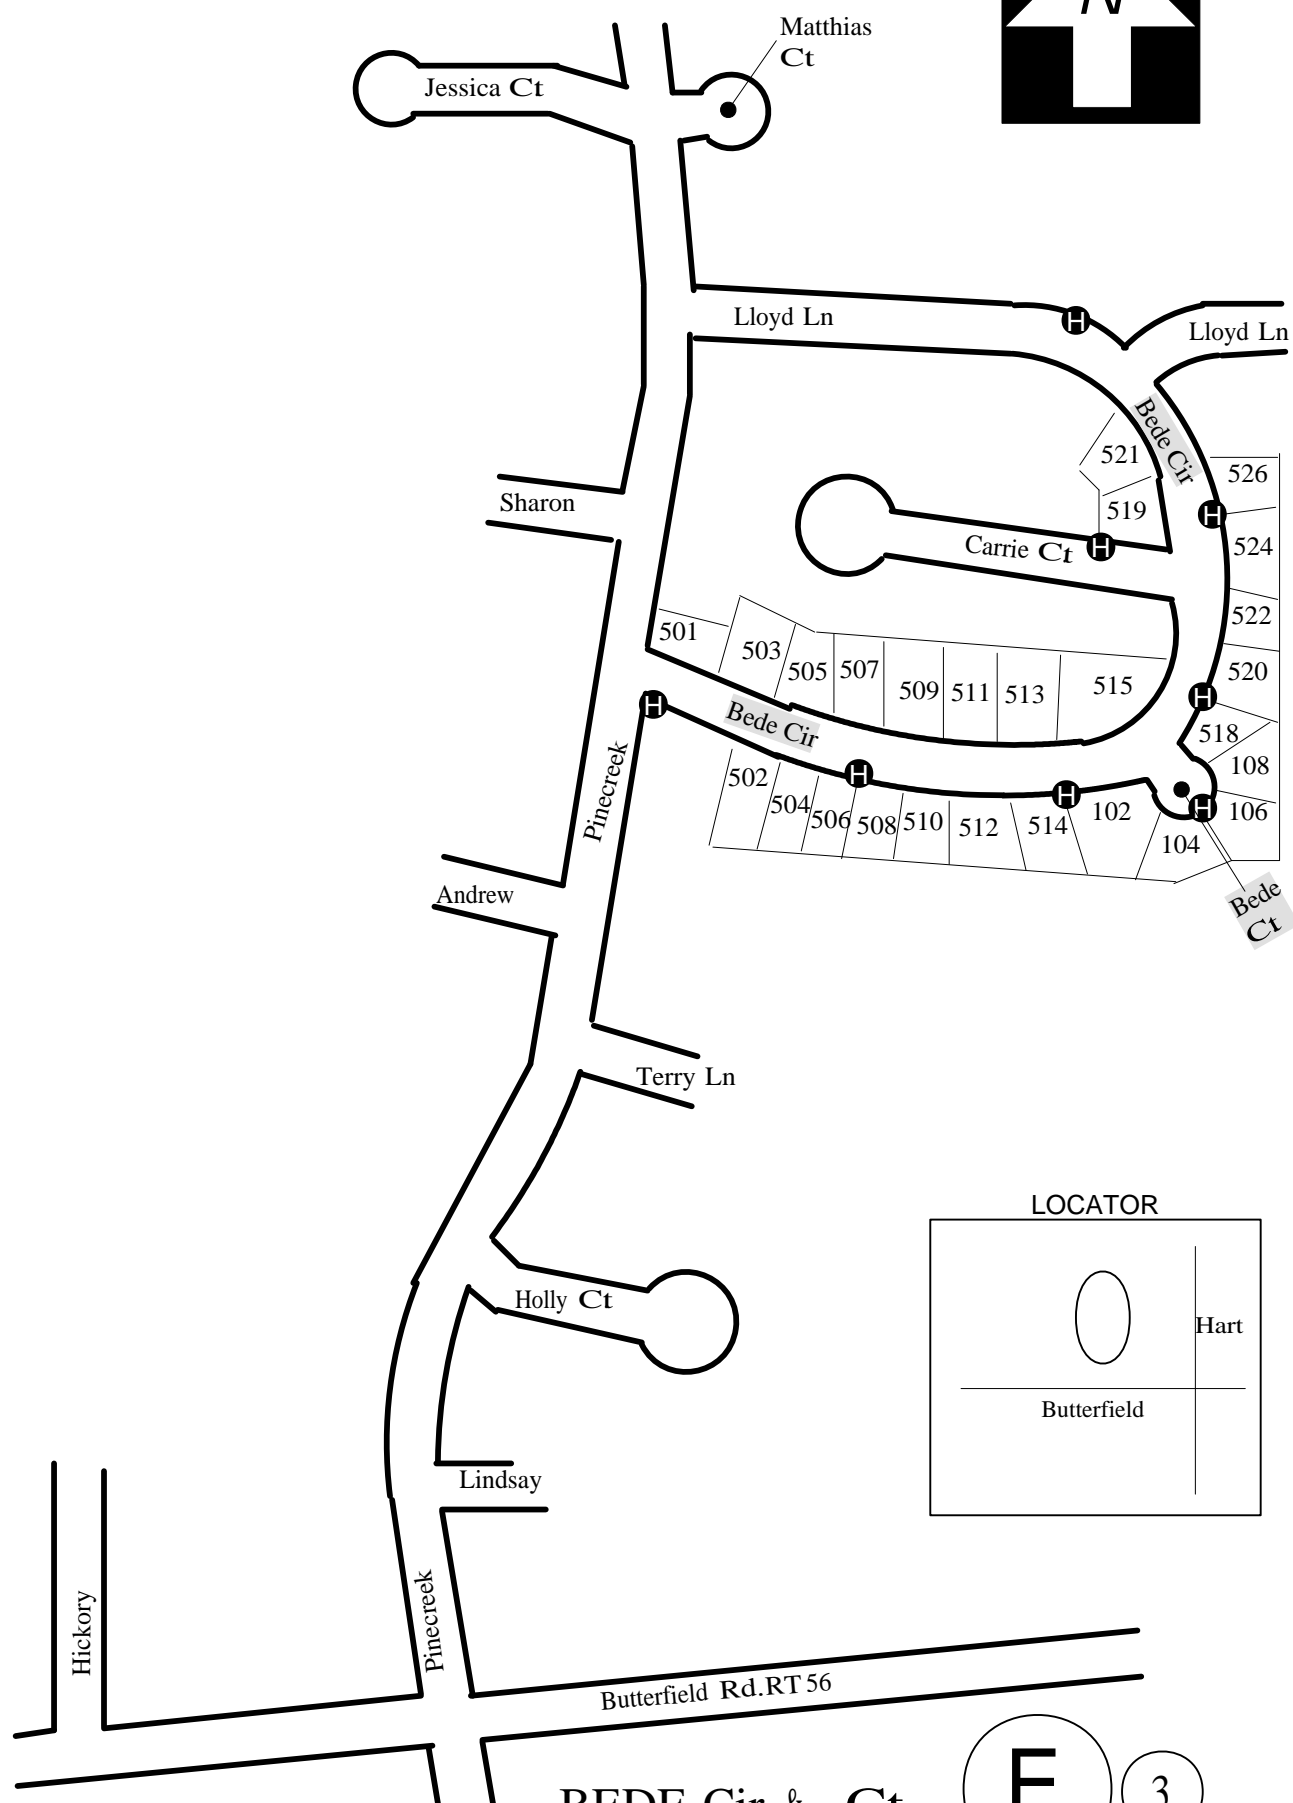 N
Matthias
Ct
Jessica Ct
Lloyd Ln
H
Lloyd Ln
Bede Cir
521
526
Sharon
519
H
524
Carrie Ct
H
522
501
503
505
507
509
511
513
515
520
H
H
Bede Cir
518
108
502
H
504
506
508
510
512
514
H
102
104
H
106
Pinecreek
Bede
Ct
Andrew
Terry Ln
LOCATOR
Hart
Butterfield
Holly Ct
Lindsay
Hickory
Pinecreek
Butterfield Rd.RT 56
BEDE Cir & Ct
F
3